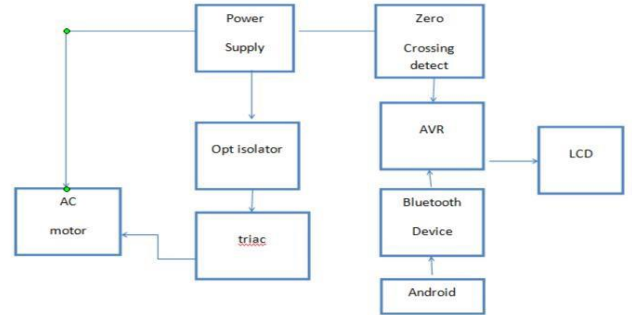 Power
Supply
Zero
Crossing
detect
Opt isolator
AVR
LCD
AC
motor
triac
Bluetooth
Device
Android